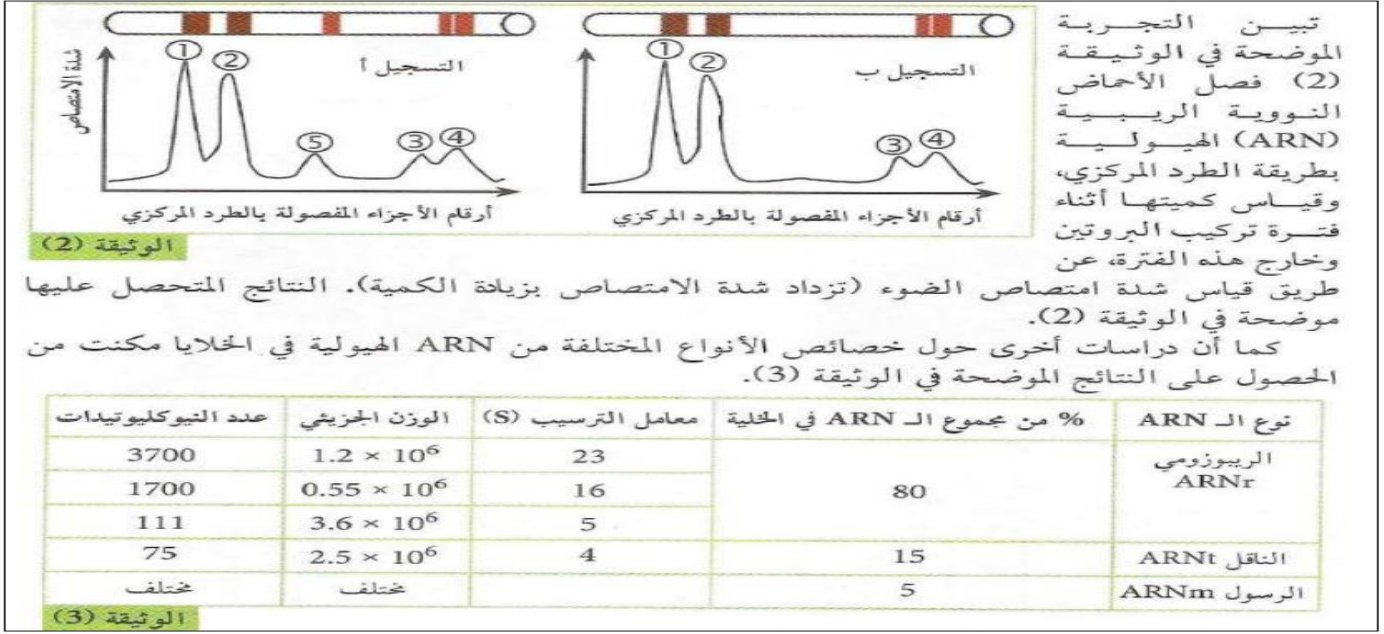 تبين التجربة
الموضحة في الوثيقة
(2) فصل الأحماض
النووية الريبية
(ARN) الهيولية
بطريقة الطرد المركزي،
وقياس كميتها أثناء
فترة تركيب البروتين
وخارج هذه الفترة، عن
طريق قياس شدة امتصاص الضوء (تزداد شدة الامتصاص بزيادة الكمية). النتائج المتحصل عليها
موضحة في الوثيقة (2).
التسجيل ب
① ② ③ ④
أرقام الأجزاء المفصولة بالطرد المركزي
التسجيل أ
① ② ⑤ ③ ④
شدة الامتصاص
أرقام الأجزاء المفصولة بالطرد المركزي
الوثيقة (2)
كما أن دراسات أخرى حول خصائص الأنواع المختلفة من ARN الهيولية في الخلايا مكنت من
الحصول على النتائج الموضحة في الوثيقة (3).
نوع الـ ARN % من مجموع الـ ARN في الخلية معامل الترسيب (S) الوزن الجزيئي عدد النيوكليوتيدات
الريبوزومي ARNr 80 23 1.2 × 10⁶ 3700
16 0.55 × 10⁶ 1700
5 3.6 × 10⁶ 111
الناقل ARNt 15 4 2.5 × 10⁶ 75
الرسول ARNm 5 مختلف مختلف
الوثيقة (3)